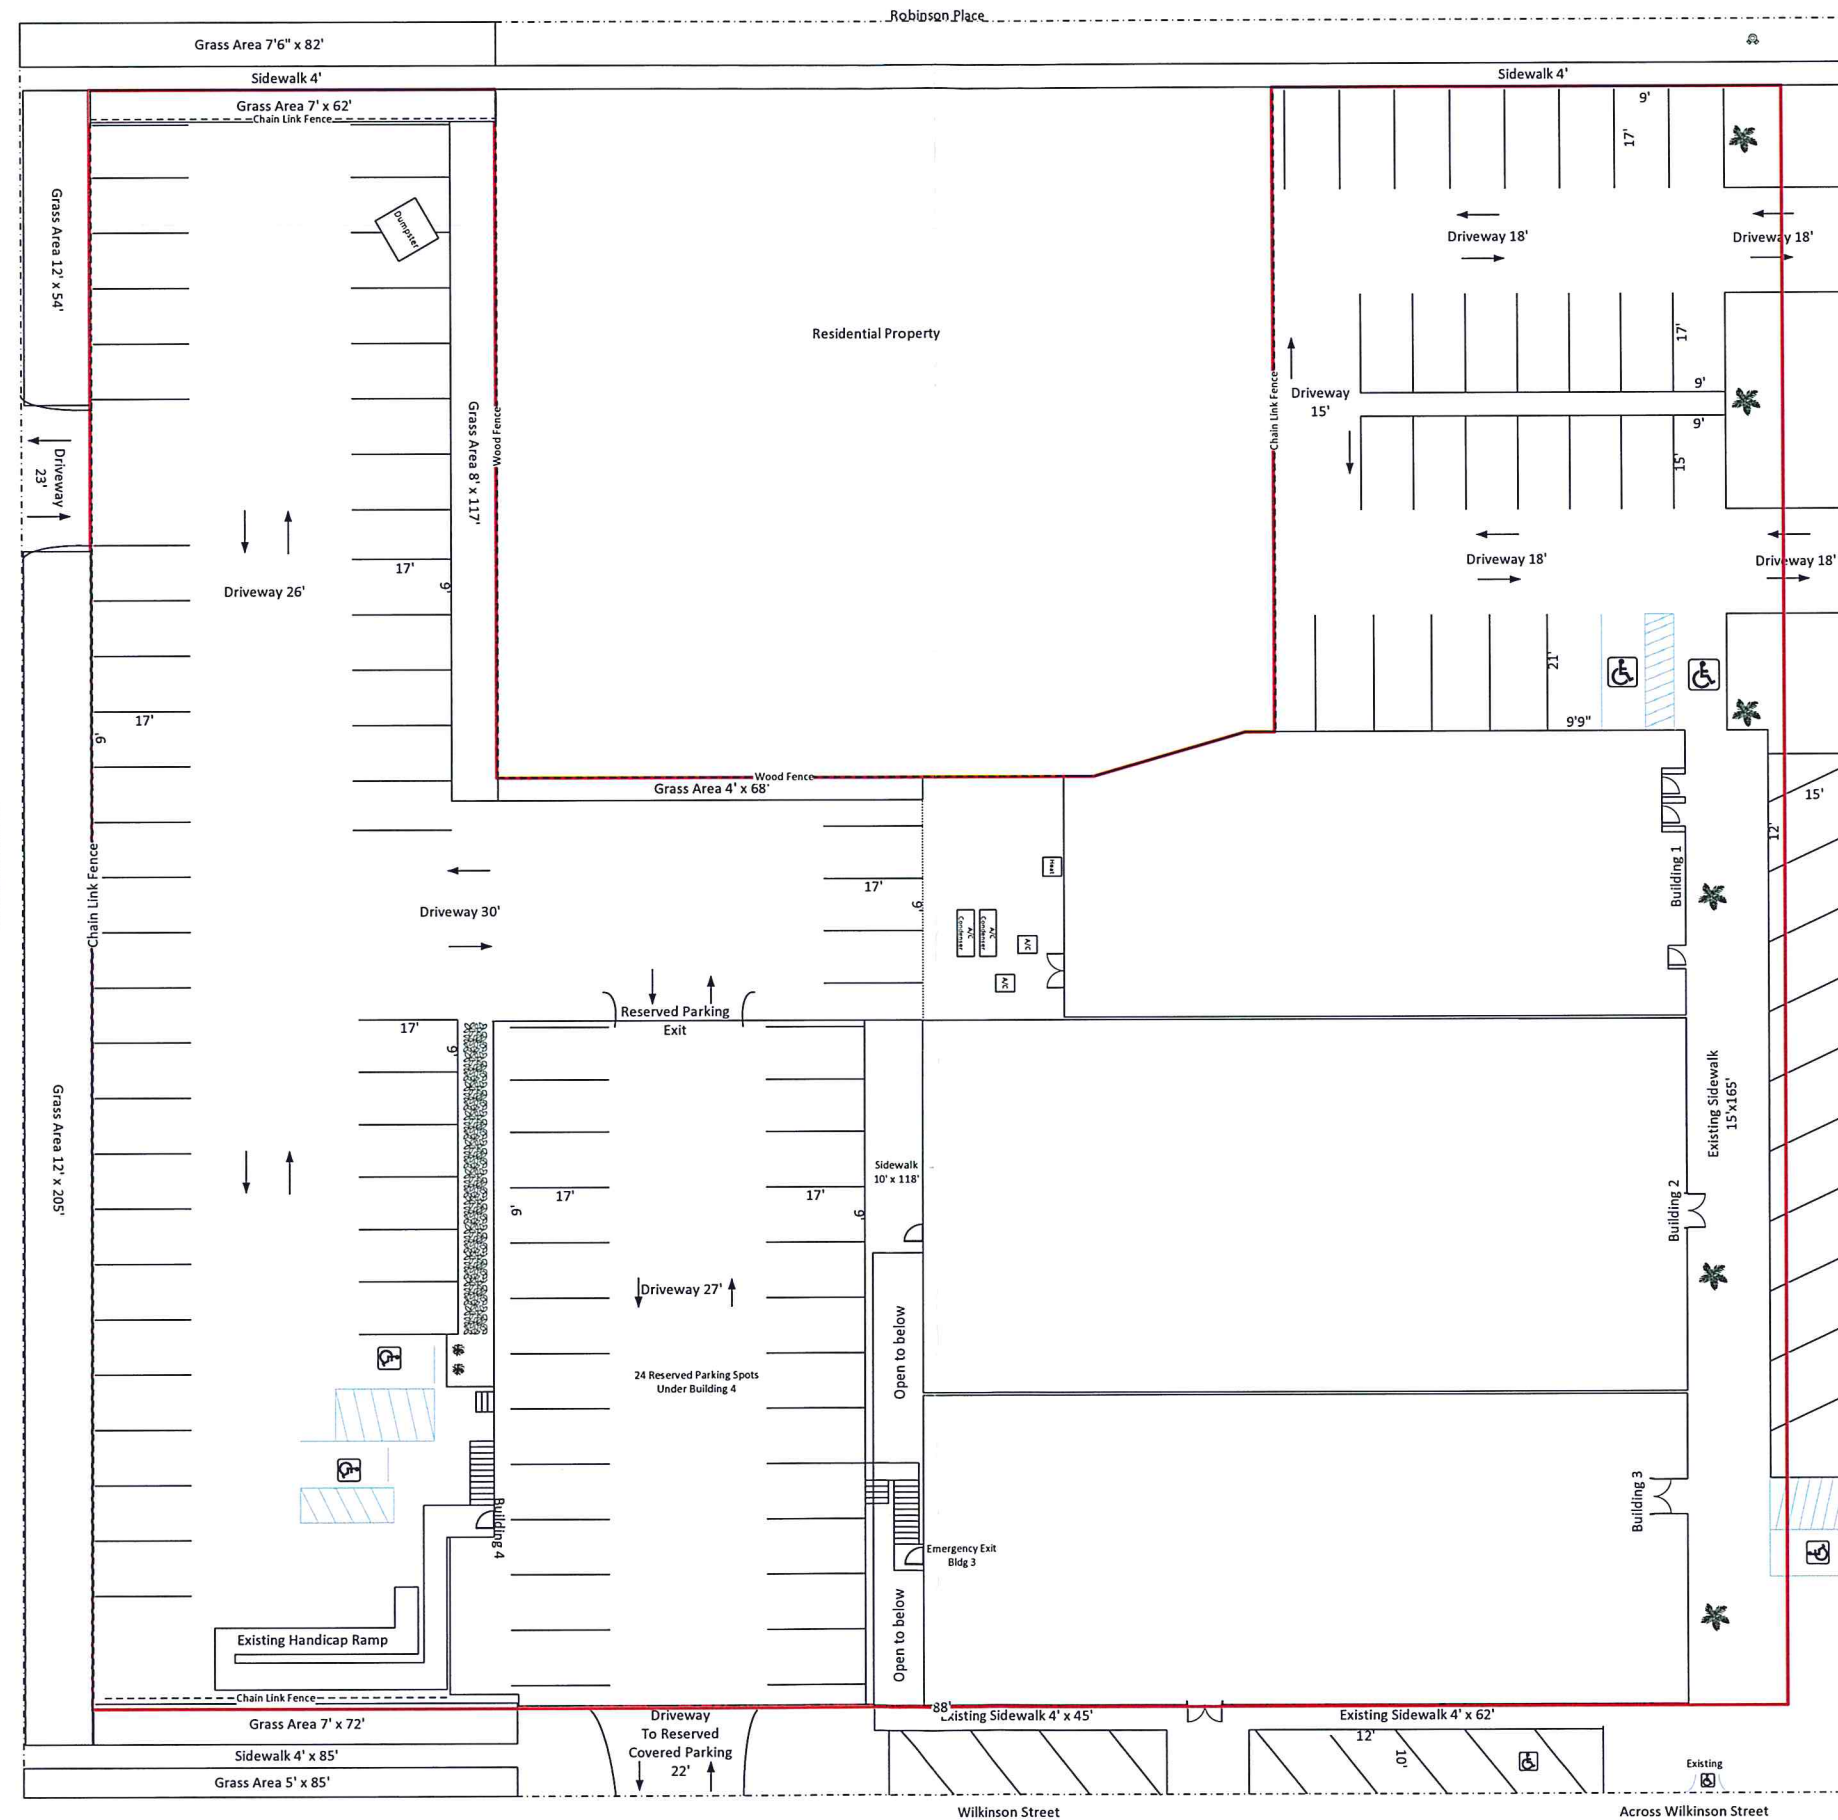 Robinson Place
Grass Area 7'6" x 82'
Sidewalk 4'
Sidewalk 4'
Grass Area 7' x 62'
Chain Link Fence
9'
17'
Grass Area 12' x 54'
Dumpster
Driveway 18'
Driveway 18'
Residential Property
17'
Chain Link Fence
Driveway
15'
9'
9'
15'
Grass Area 8' x 117'
Wood Fence
Driveway
23'
Driveway 18'
Driveway 18'
17'
9'
Driveway 26'
21'
9'9"
17'
9'
Wood Fence
Grass Area 4' x 68'
15'
12'
Chain Link Fence
Heat
17'
9'
Building 1
Driveway 30'
A/C
Condenser
A/C
Condenser
A/C
A/C
Reserved Parking
Exit
17'
9'
Existing Sidewalk
15'x165'
Grass Area 12' x 205'
Sidewalk
10' x 118'
17'
9'
17'
9'
Building 2
Driveway 27'
Open to below
24 Reserved Parking Spots
Under Building 4
Building 4
Building 3
Emergency Exit
Bldg 3
Open to below
Existing Handicap Ramp
Chain Link Fence
88'
Grass Area 7' x 72'
Driveway
To Reserved
Covered Parking
22'
Existing Sidewalk 4' x 45'
Existing Sidewalk 4' x 62'
12'
10'
Sidewalk 4' x 85'
Grass Area 5' x 85'
Existing
Wilkinson Street
Across Wilkinson Street